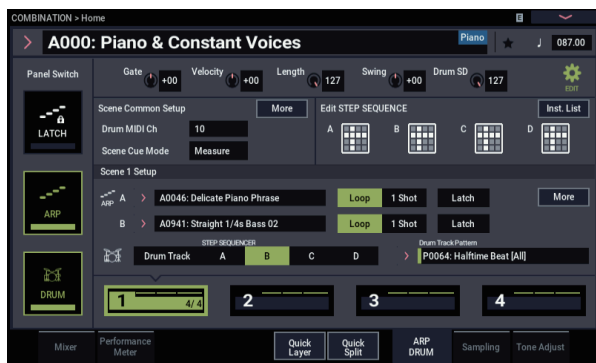 COMBINATION > Home
E
A000: Piano & Constant Voices
Piano
♩ 087.00
Panel Switch
Gate +00 Velocity +00 Length 127 Swing +00 Drum SD 127
EDIT
LATCH
Scene Common Setup
More
Edit STEP SEQUENCE
Inst. List
Drum MIDI Ch 10
A B C D
Scene Cue Mode Measure
Scene 1 Setup
ARP
ARP A > A0046: Delicate Piano Phrase Loop 1 Shot Latch More
B > A0941: Straight 1/4s Bass 02 Loop 1 Shot Latch
STEP SEQUENCER
Drum Track Pattern
Drum Track A B C D > P0064: Halftime Beat [All]
DRUM
1 4/4 2 3 4
Mixer
Performance Meter
Quick Layer
Quick Split
ARP DRUM
Sampling
Tone Adjust